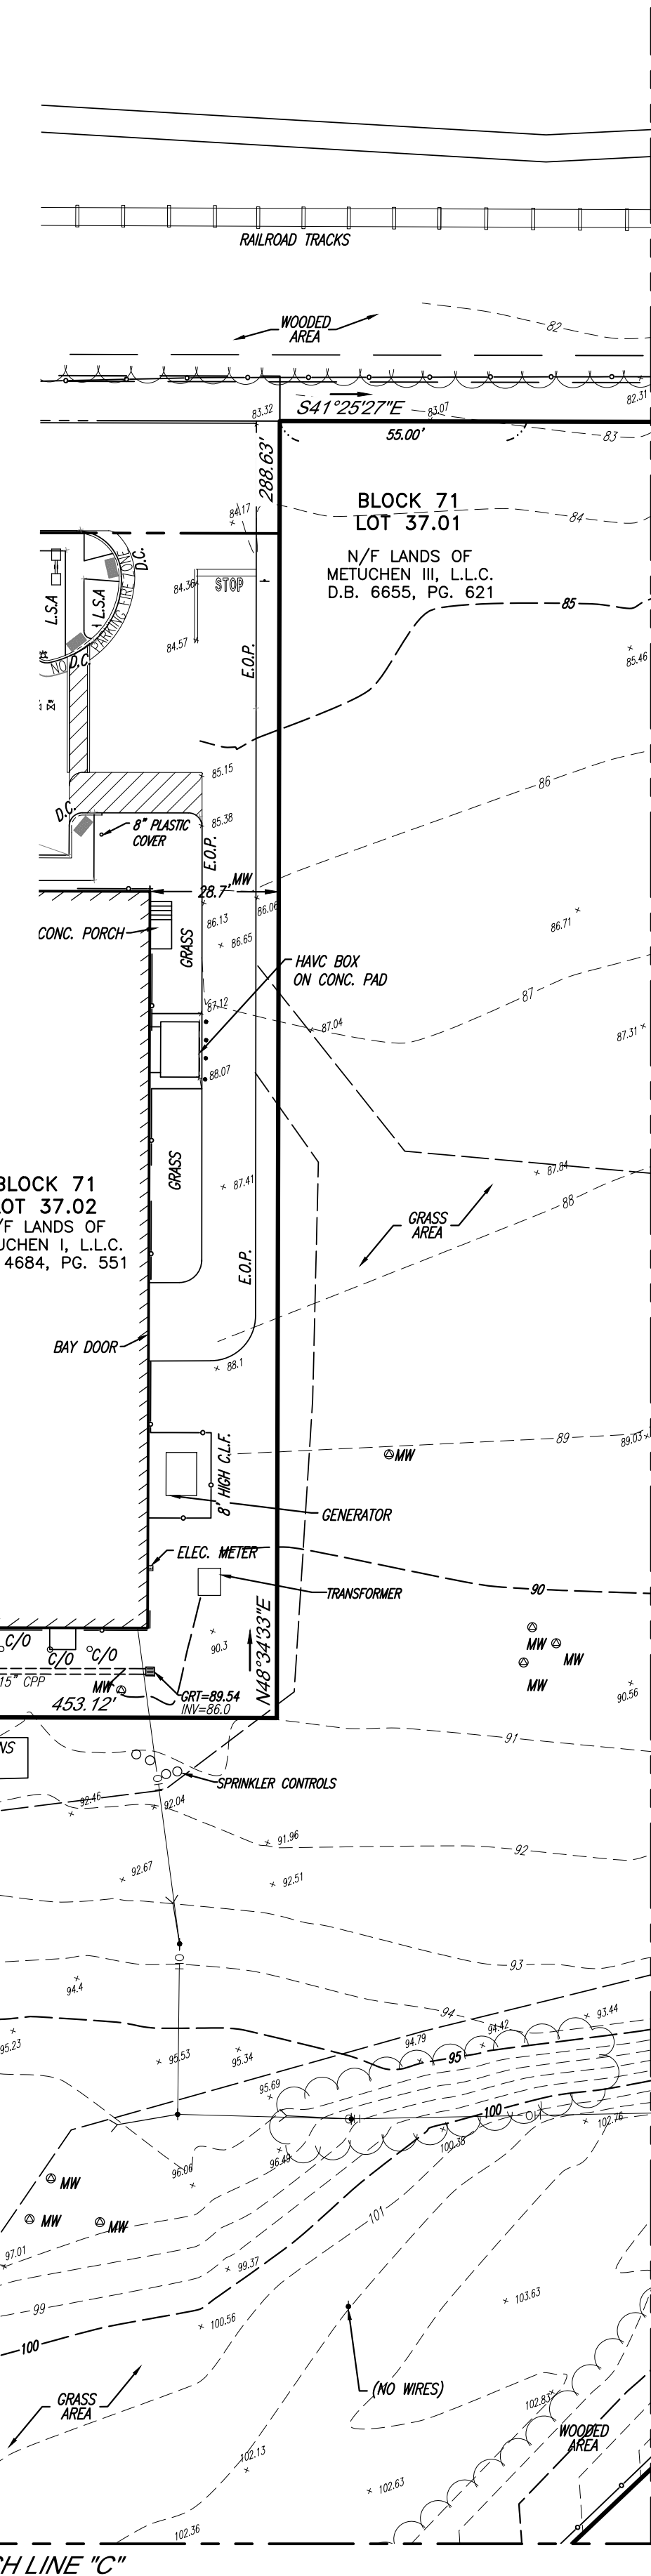 RAILROAD TRACKS
WOODED
AREA
82
82.31
S41°25'27"E
83.32
83.07
55.00'
83
288.63'
BLOCK 71
LOT 37.01
84.17
84
N/F LANDS OF
METUCHEN III, L.L.C.
D.B. 6655, PG. 621
D.C.
NO PARKING FIRE ZONE
L.S.A
L.S.A
84.36
STOP
85
84.57
D.C.
E.O.P.
85.46
85.15
86
D.C.
8" PLASTIC
COVER
85.38
E.O.P.
MW
28.7'
86.13
86.06
86.71
CONC. PORCH
GRASS
86.65
HAVC BOX
ON CONC. PAD
87
87.12
87.04
87.31
88.07
GRASS
87.41
87.84
88
BLOCK 71
LOT 37.02
N/F LANDS OF
UCHEN I, L.L.C.
4684, PG. 551
GRASS
AREA
E.O.P.
BAY DOOR
88.1
89
89.03
8' HIGH C.L.F.
MW
GENERATOR
ELEC. METER
90
TRANSFORMER
N48°34'33"E
C/O
C/O
C/O
90.3
MW
MW
MW
15" CPP
MW
GRT=89.54
INV=86.0
90.56
453.12'
91
NS
SPRINKLER CONTROLS
92.46
92.04
91.96
92
92.67
92.51
93
94.4
94
93.44
95.23
94.79
94.42
95.53
95.34
95
95.69
100
102.76
100.38
96.06
96.49
MW
101
MW
MW
97.01
99.37
99
103.63
100.56
100
(NO WIRES)
GRASS
AREA
102.83
WOODED
AREA
102.13
102.63
102.36
CH LINE "C"